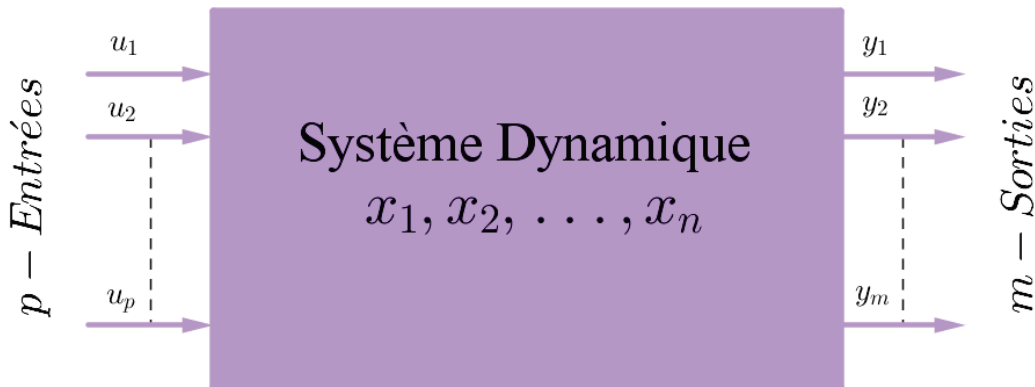 p − Entrées
u₁
u₂
uₚ
Système Dynamique
x₁, x₂, . . . , xₙ
y₁
y₂
yₘ
m − Sorties